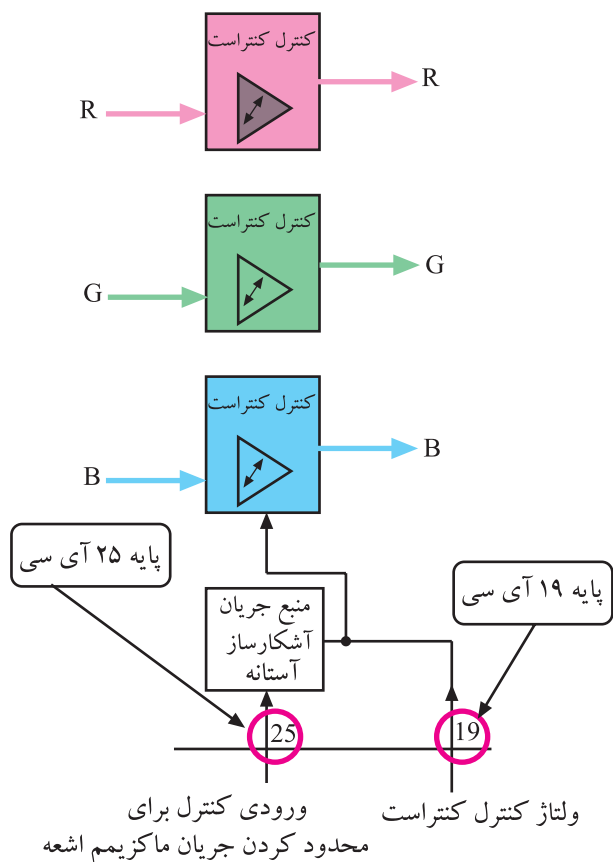 کنترل کنتراست
R
R
کنترل کنتراست
G
G
کنترل کنتراست
B
B
پایه ۲۵ آی سی
پایه ۱۹ آی سی
منبع جریان
آشکارساز
آستانه
25
19
ولتاژ کنترل کنتراست
ورودی کنترل برای
محدود کردن جریان ماکزیمم اشعه